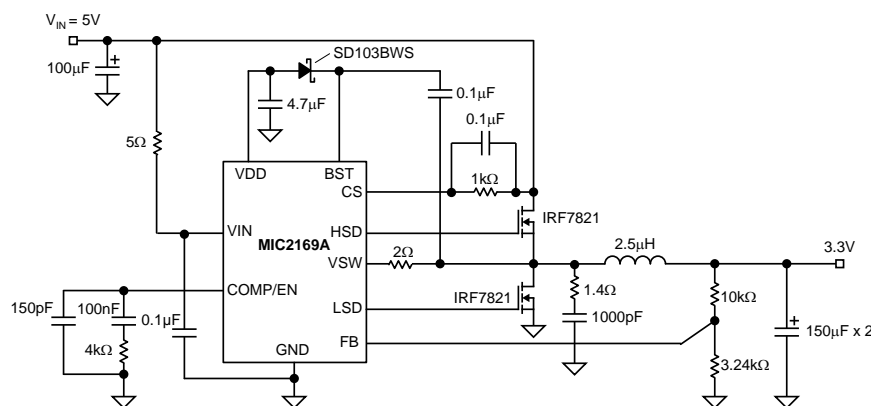 V_IN = 5V
SD103BWS
100µF
+
4.7µF
0.1µF
0.1µF
5Ω
1kΩ
VDD
BST
CS
IRF7821
HSD
VIN
MIC2169A
2.5µH
3.3V
VSW
2Ω
COMP/EN
IRF7821
1.4Ω
10kΩ
150pF
100nF
0.1µF
LSD
1000pF
+
150µF x 2
4kΩ
FB
GND
3.24kΩ